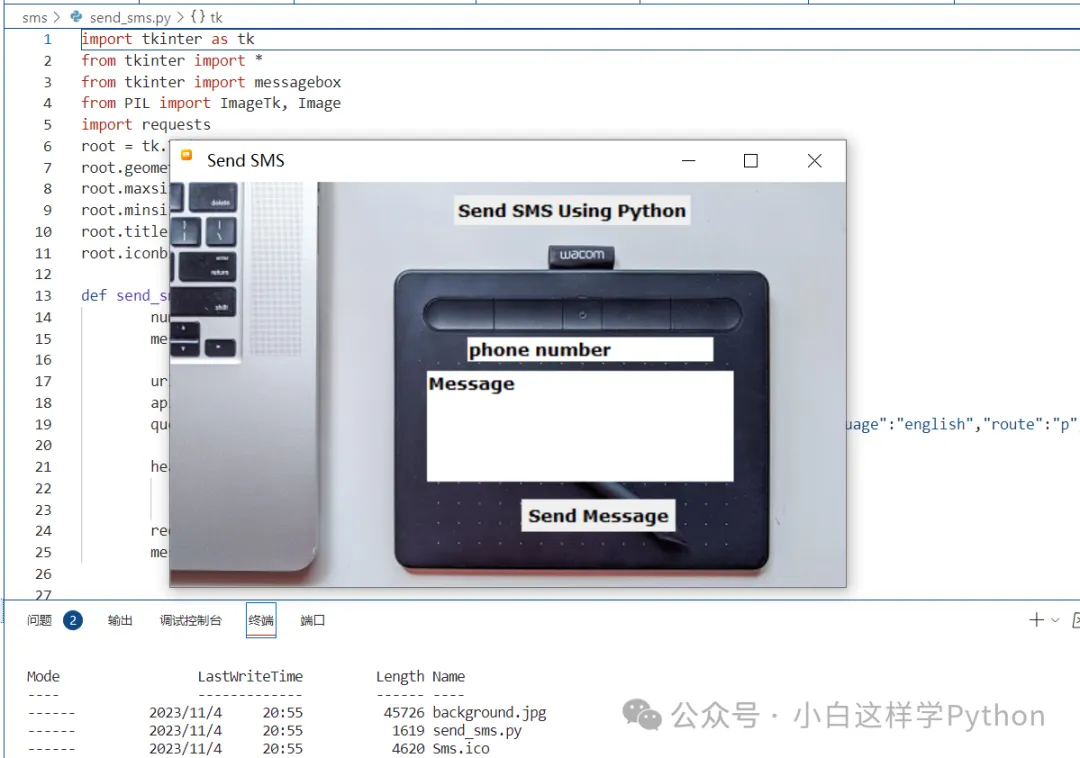 sms > send_sms.py > {} tk
1 import tkinter as tk
2 from tkinter import *
3 from tkinter import messagebox
4 from PIL import ImageTk, Image
5 import requests
6 root = tk.
7 root.geome
8 root.maxsi
9 root.minsi
10 root.title
11 root.iconb
12
13 def send_s
14 nu
15 me
16
17 ur
18 ap
19 qu uage":"english","route":"p"
20
21 hea
22
23
24 re
25 me
26
27
Send SMS
Send SMS Using Python
wacom
delete
return
shift
phone number
Message
Send Message
问题 2 输出 调试控制台 终端 端口
Mode LastWriteTime Length Name
---- ------------- ------ ----
------ 2023/11/4 20:55 45726 background.jpg
------ 2023/11/4 20:55 1619 send_sms.py
------ 2023/11/4 20:55 4620 Sms.ico
公众号 · 小白这样学Python